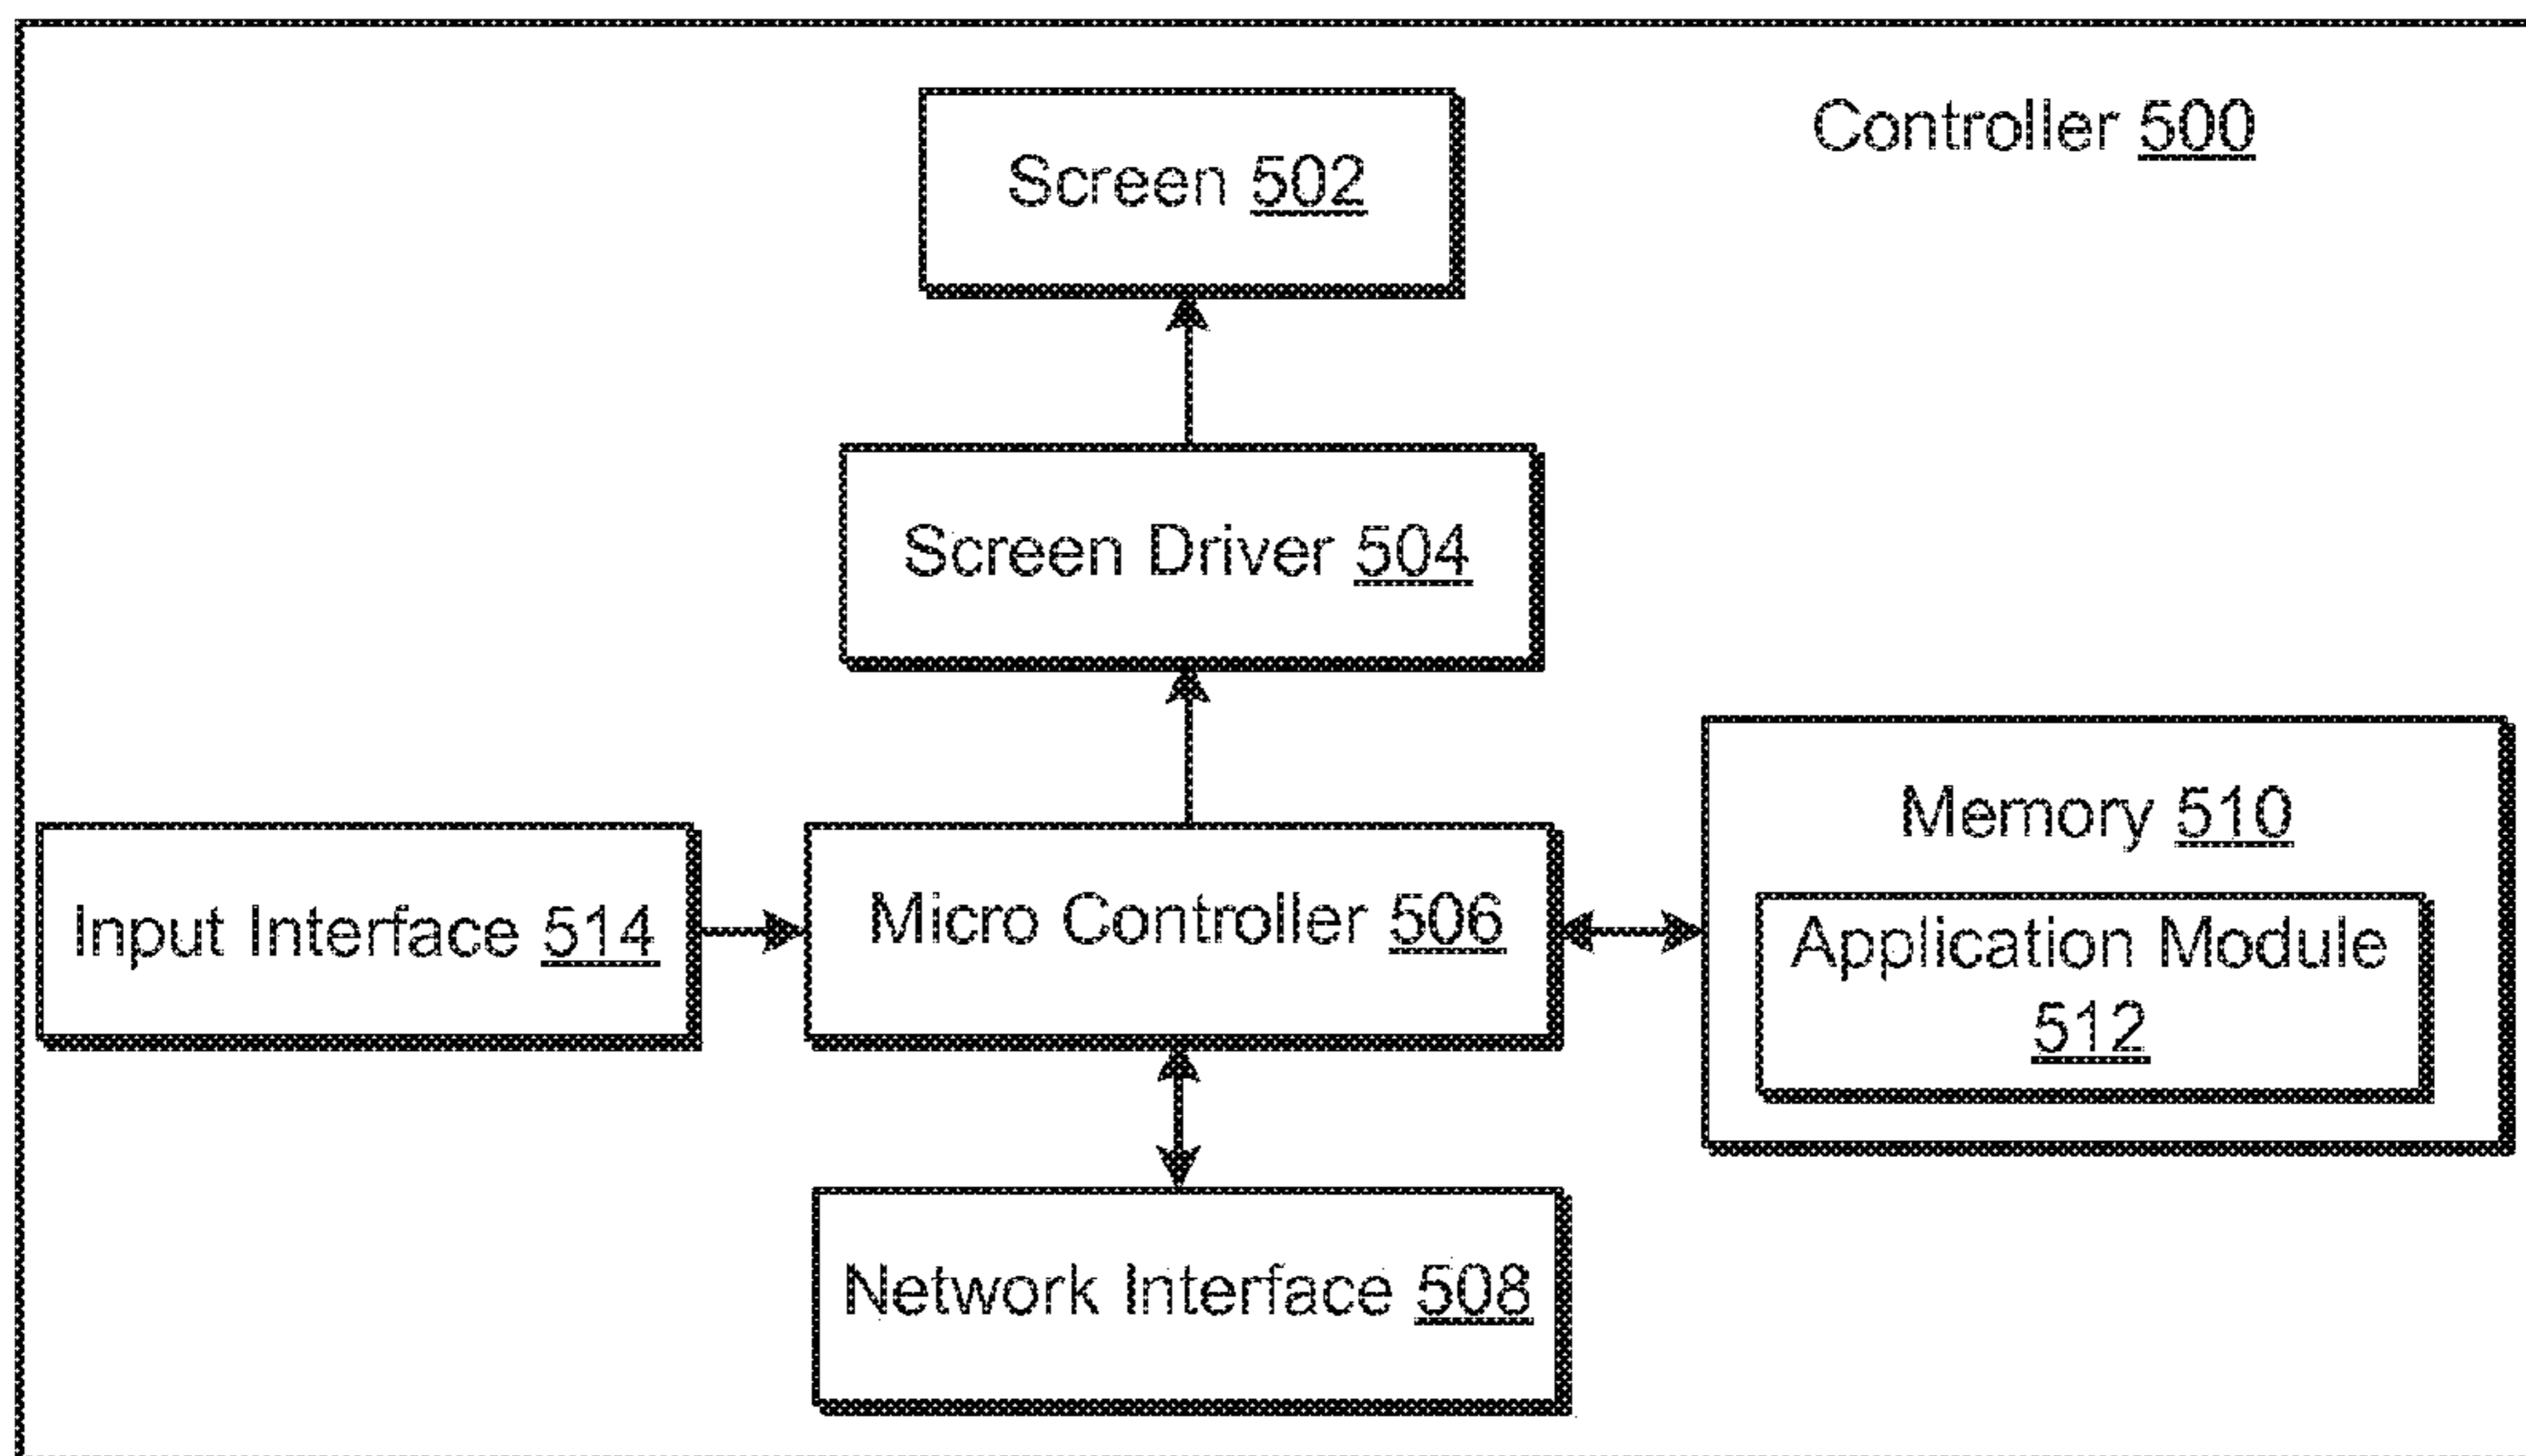 Controller 500
Screen 502
Screen Driver 504
Input Interface 514
Micro Controller 506
Memory 510
Application Module
512
Network Interface 508